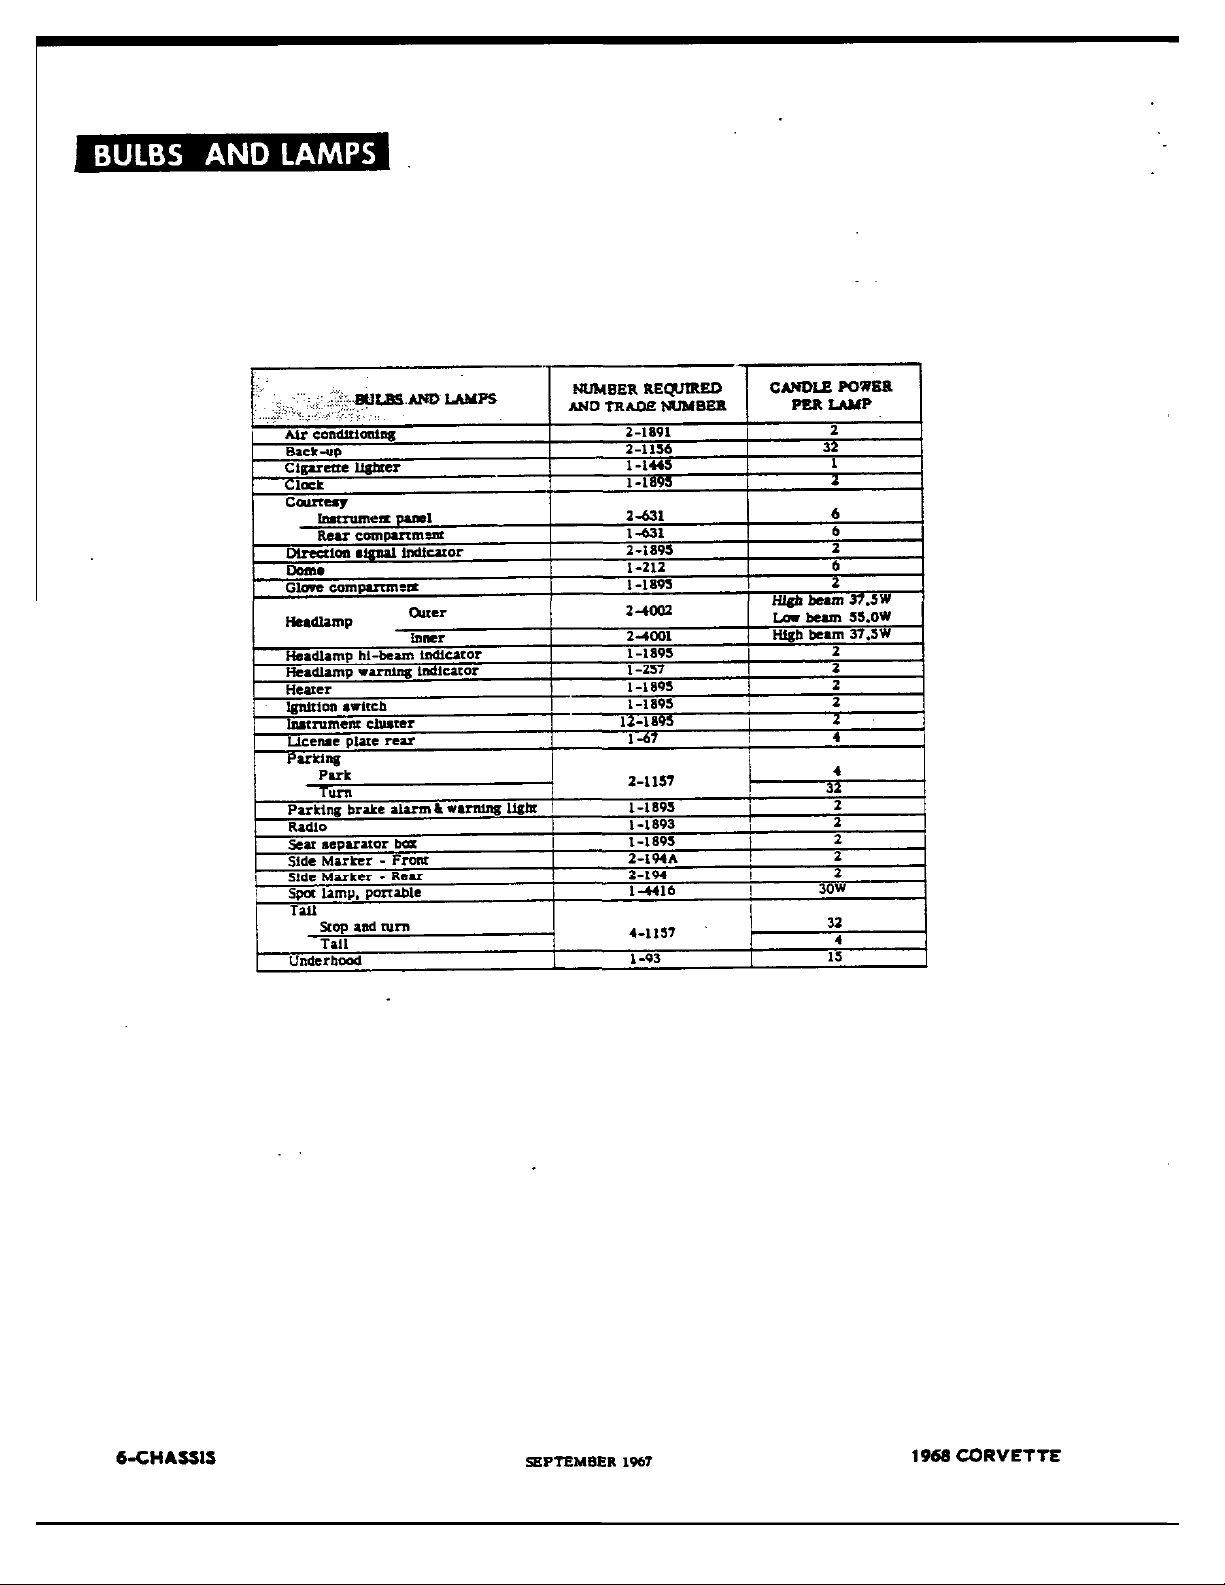 BULBS AND LAMPS
BULBS AND LAMPS NUMBER REQUIRED AND TRADE NUMBER CANDLE POWER PER LAMP
Air conditioning 2-1891 2
Back-up 2-1156 32
Cigarette lighter 1-1445 1
Clock 1-1895 2
Courtesy
Instrument panel 2-631 6
Rear compartment 1-631 6
Direction signal indicator 2-1895 2
Dome 1-212 6
Glove compartment 1-1895 2
Headlamp Outer 2-4002 High beam 37.5W
Low beam 55.0W
Inner 2-4001 High beam 37.5W
Headlamp hi-beam indicator 1-1895 2
Headlamp warning indicator 1-257 2
Heater 1-1895 2
Ignition switch 1-1895 2
Instrument cluster 12-1895 2
License plate rear 1-67 4
Parking
Park 2-1157 4
Turn 32
Parking brake alarm & warning light 1-1895 2
Radio 1-1893 2
Seat separator box 1-1895 2
Side Marker - Front 2-194A 2
Side Marker - Rear 2-194 2
Spot lamp, portable 1-4416 30W
Tail
Stop and turn 4-1157 32
Tail 4
Underhood 1-93 15
6-CHASSIS SEPTEMBER 1967 1968 CORVETTE